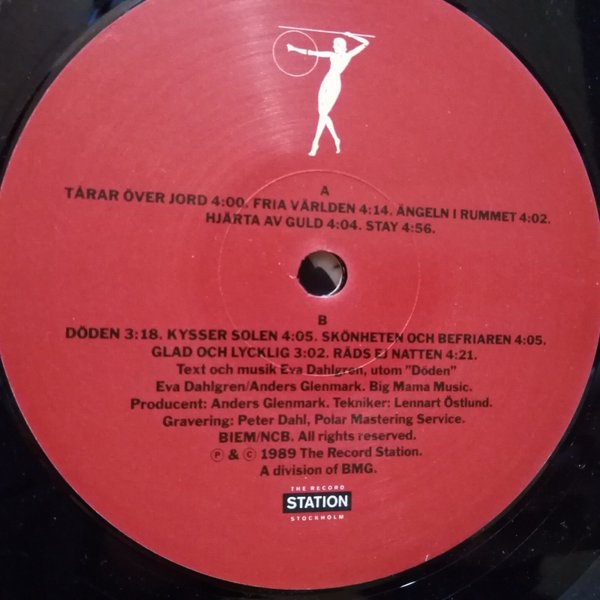 A
TÅRAR ÖVER JORD 4:00. FRIA VÄRLDEN 4:14. ÄNGELN I RUMMET 4:02.
HJÄRTA AV GULD 4:04. STAY 4:56.
B
DÖDEN 3:18. KYSSER SOLEN 4:05. SKÖNHETEN OCH BEFRIAREN 4:05.
GLAD OCH LYCKLIG 3:02. RÄDS EJ NATTEN 4:21.
Text och musik Eva Dahlgren, utom "Döden"
Eva Dahlgren/Anders Glenmark. Big Mama Music.
Producent: Anders Glenmark. Tekniker: Lennart Östlund.
Gravering: Peter Dahl, Polar Mastering Service.
BIEM/NCB. All rights reserved.
Ⓟ & © 1989 The Record Station.
A division of BMG.
THE RECORD
STATION
STOCKHOLM